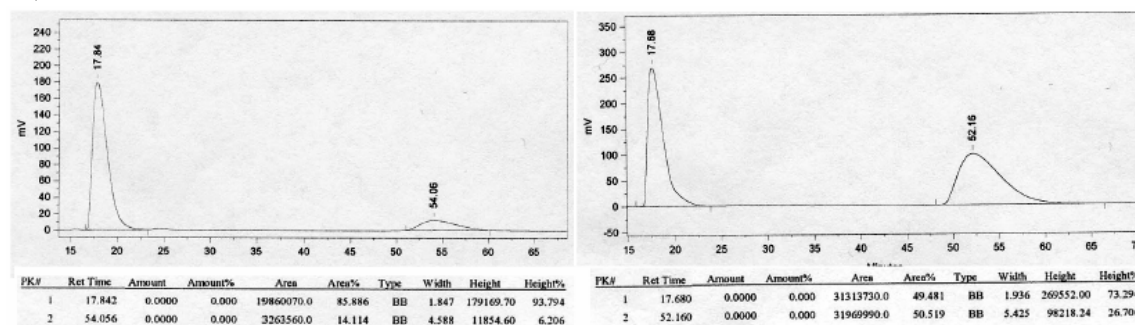 240
220
200
180
160
140
120
100
80
60
40
20
0
mV
17.84
54.06
15 20 25 30 35 40 45 50 55 60 65
PK# Ret Time Amount Amount% Area Area% Type Width Height Height%
1 17.842 0.0000 0.000 19860070.0 85.886 BB 1.847 179169.70 93.794
2 54.056 0.0000 0.000 3263560.0 14.114 BB 4.588 11854.60 6.206
350
300
250
200
150
100
50
0
-50
mV
17.68
52.16
15 20 25 30 35 40 45 50 55 60 65
PK# Ret Time Amount Amount% Area Area% Type Width Height Height%
1 17.680 0.0000 0.000 31313730.0 49.481 BB 1.936 269552.00 73.29
2 52.160 0.0000 0.000 31969990.0 50.519 BB 5.425 98218.24 26.70